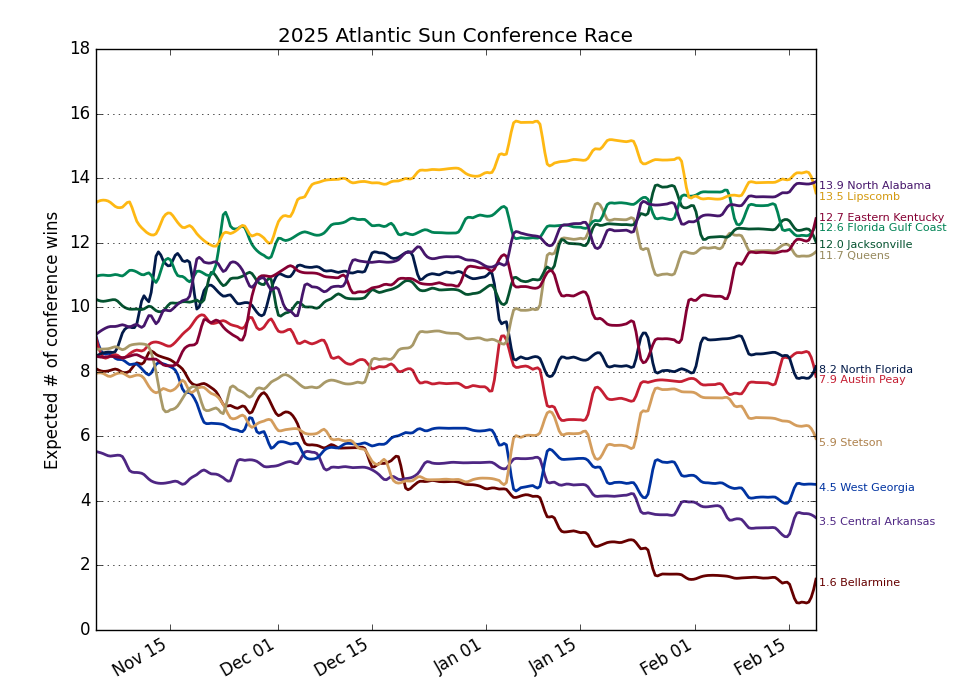 2025 Atlantic Sun Conference Race
Expected # of conference wins
18
16
14
12
10
8
6
4
2
0
Nov 15
Dec 01
Dec 15
Jan 01
Jan 15
Feb 01
Feb 15
13.9 North Alabama
13.5 Lipscomb
12.7 Eastern Kentucky
12.6 Florida Gulf Coast
12.0 Jacksonville
11.7 Queens
8.2 North Florida
7.9 Austin Peay
5.9 Stetson
4.5 West Georgia
3.5 Central Arkansas
1.6 Bellarmine